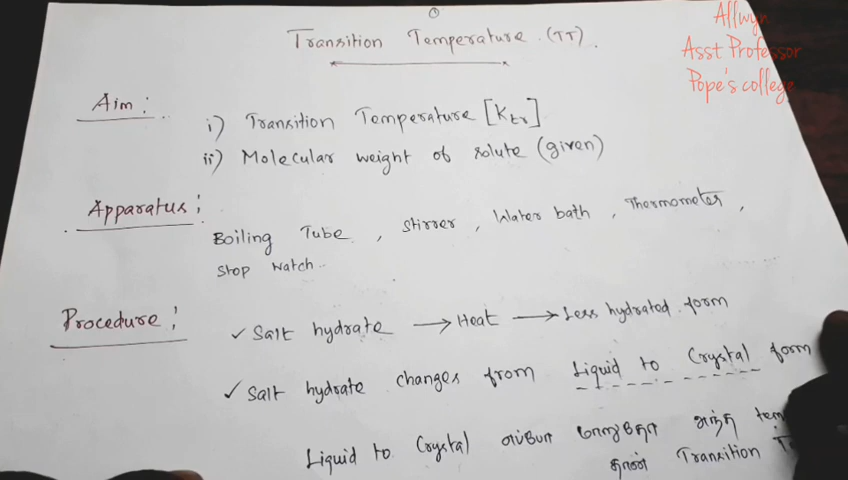 ①
Transition Temperature (TT).
Allwyn
Asst Professor
Pope's college
Aim:
i) Transition Temperature [Ktr]
ii) Molecular weight of solute (given)
Apparatus:
Boiling Tube, Stirrer, Water bath, Thermometer,
Stop watch..
Procedure:
✓ Salt hydrate → Heat → Less hydrated form
✓ Salt hydrate changes from Liquid to Crystal form
Liquid to Crystal எப்போ மாறுதோ அந்த tem
தான் Transition T